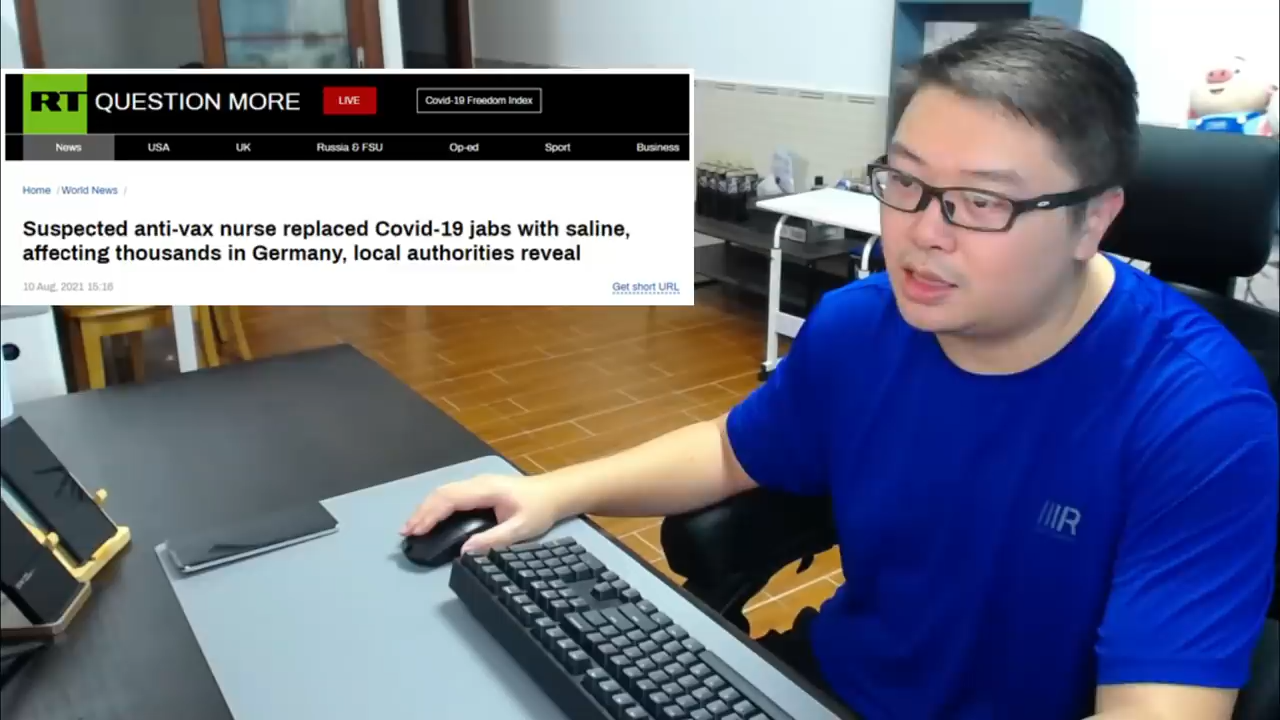 RT QUESTION MORE LIVE Covid-19 Freedom Index
News USA UK Russia & FSU Op-ed Sport Business
Home / World News /
Suspected anti-vax nurse replaced Covid-19 jabs with saline,
affecting thousands in Germany, local authorities reveal
10 Aug, 2021 15:16 Get short URL
R